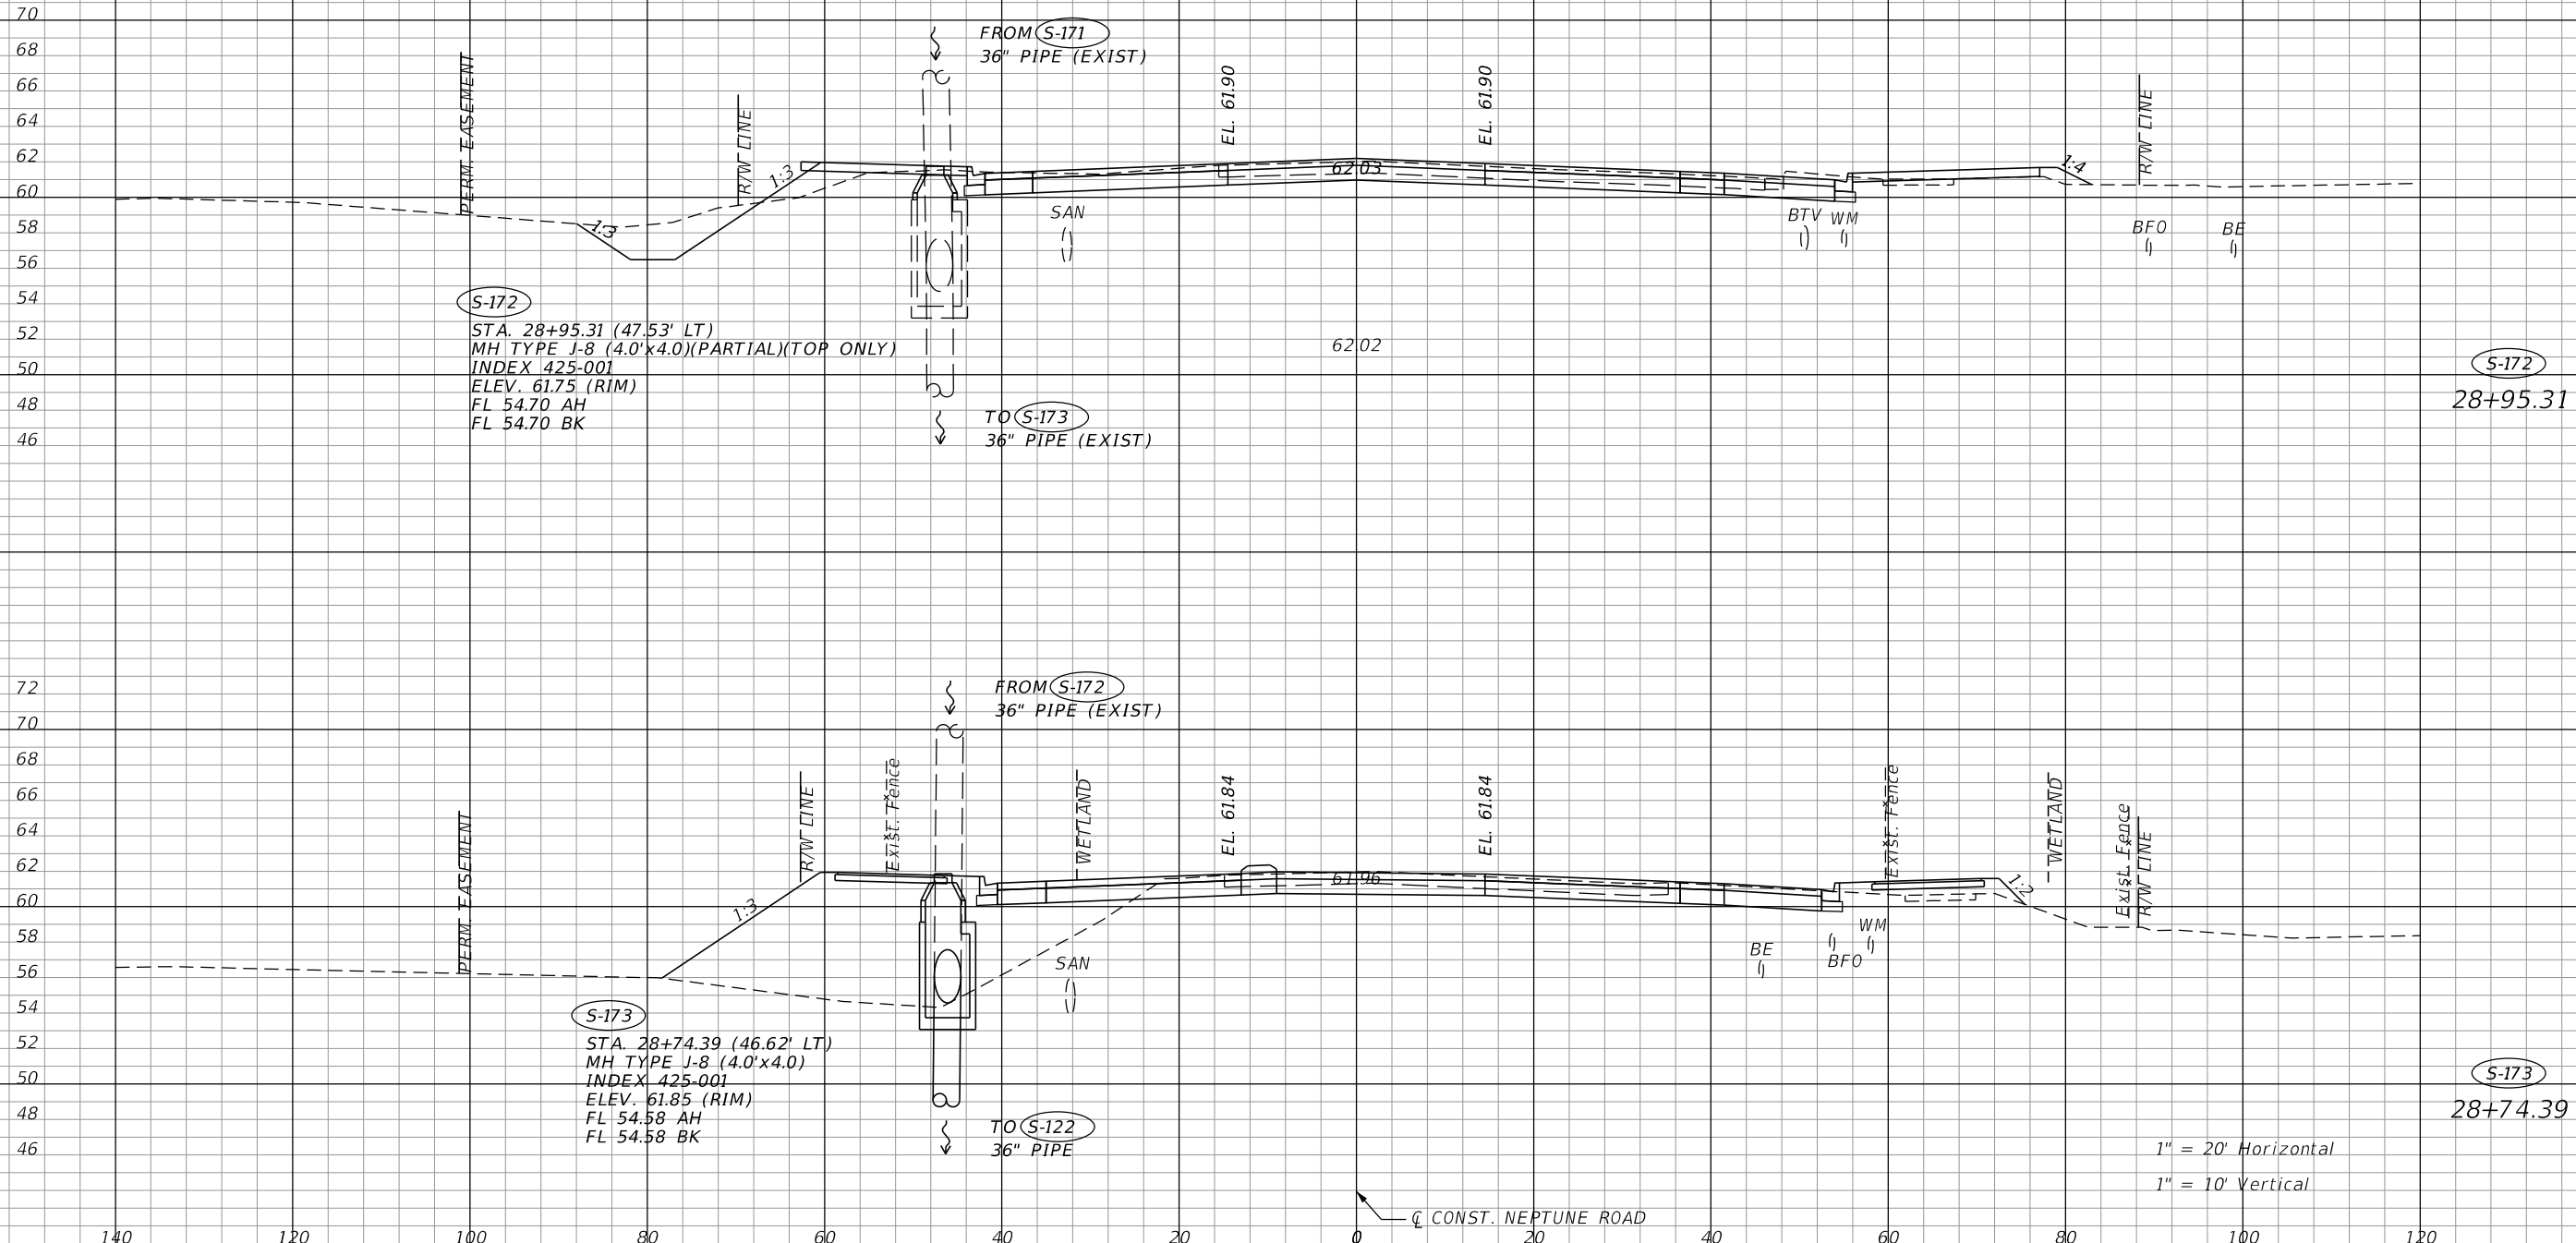 70
68
66
64
62
60
58
56
54
52
50
48
46
PERM. EASEMENT
R/W LINE
FROM S-171
36" PIPE (EXIST)
EL. 61.90
EL. 61.90
R/W LINE
1:3
1:3
62.03
1:4
SAN
BTV
WM
BFO
BE
S-172
STA. 28+95.31 (47.53' LT)
MH TYPE J-8 (4.0'x4.0)(PARTIAL)(TOP ONLY)
INDEX 425-001
ELEV. 61.75 (RIM)
FL 54.70 AH
FL 54.70 BK
62.02
TO S-173
36" PIPE (EXIST)
S-172
28+95.31
72
70
68
66
64
62
60
58
56
54
52
50
48
46
FROM S-172
36" PIPE (EXIST)
PERM. EASEMENT
R/W LINE
Exist. Fence
WETLAND
EL. 61.84
EL. 61.84
Exist. Fence
WETLAND
Exist. Fence
R/W LINE
1:3
61.96
1:2
SAN
BE
WM
BFO
S-173
STA. 28+74.39 (46.62' LT)
MH TYPE J-8 (4.0'x4.0)
INDEX 425-001
ELEV. 61.85 (RIM)
FL 54.58 AH
FL 54.58 BK
TO S-122
36" PIPE
S-173
28+74.39
1" = 20' Horizontal
1" = 10' Vertical
℄ CONST. NEPTUNE ROAD
140 120 100 80 60 40 20 0 20 40 60 80 100 120